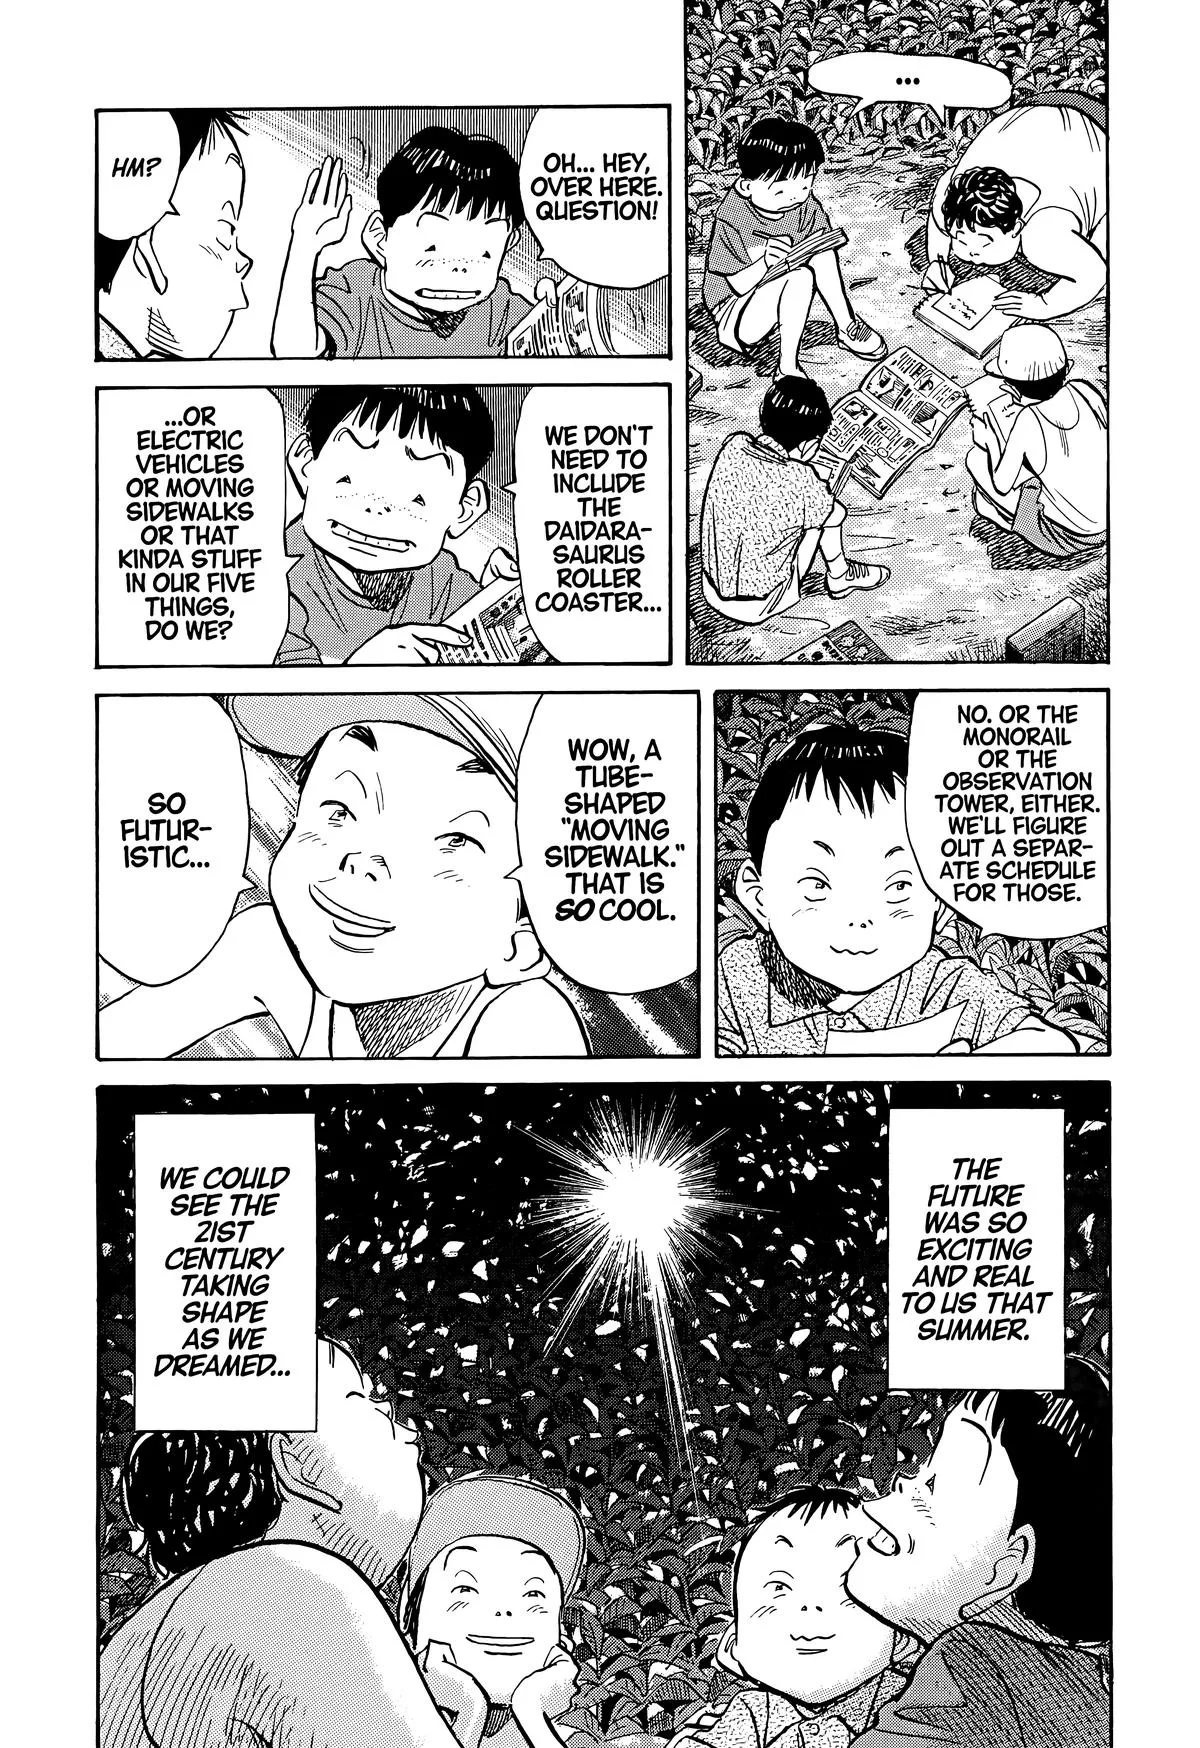 ...
OH... HEY,
OVER HERE.
QUESTION!
HM?
WE DON'T
NEED TO
INCLUDE
THE
DAIDARA-
SAURUS
ROLLER
COASTER...
...OR
ELECTRIC
VEHICLES
OR MOVING
SIDEWALKS
OR THAT
KINDA STUFF
IN OUR FIVE
THINGS,
DO WE?
NO. OR THE
MONORAIL
OR THE
OBSERVATION
TOWER, EITHER.
WE'LL FIGURE
OUT A SEPAR-
ATE SCHEDULE
FOR THOSE.
WOW, A
TUBE-
SHAPED
"MOVING
SIDEWALK."
THAT IS
SO COOL.
SO
FUTUR-
ISTIC...
THE
FUTURE
WAS SO
EXCITING
AND REAL
TO US THAT
SUMMER.
WE COULD
SEE THE
21ST
CENTURY
TAKING
SHAPE
AS WE
DREAMED...